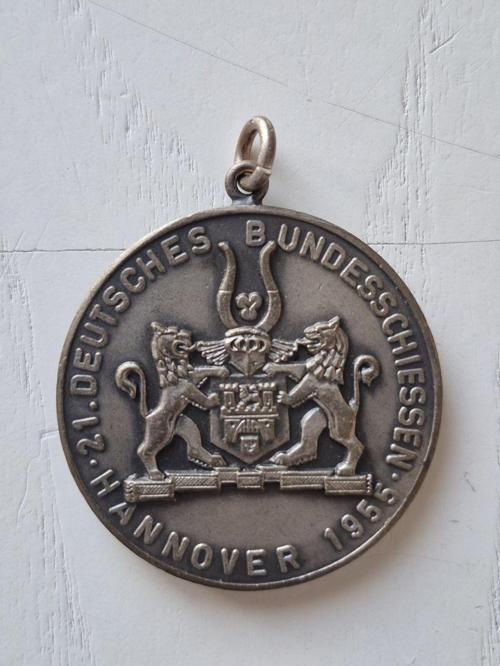 ·21.DEUTSCHES BUNDESSCHIESSEN·
HANNOVER 1955